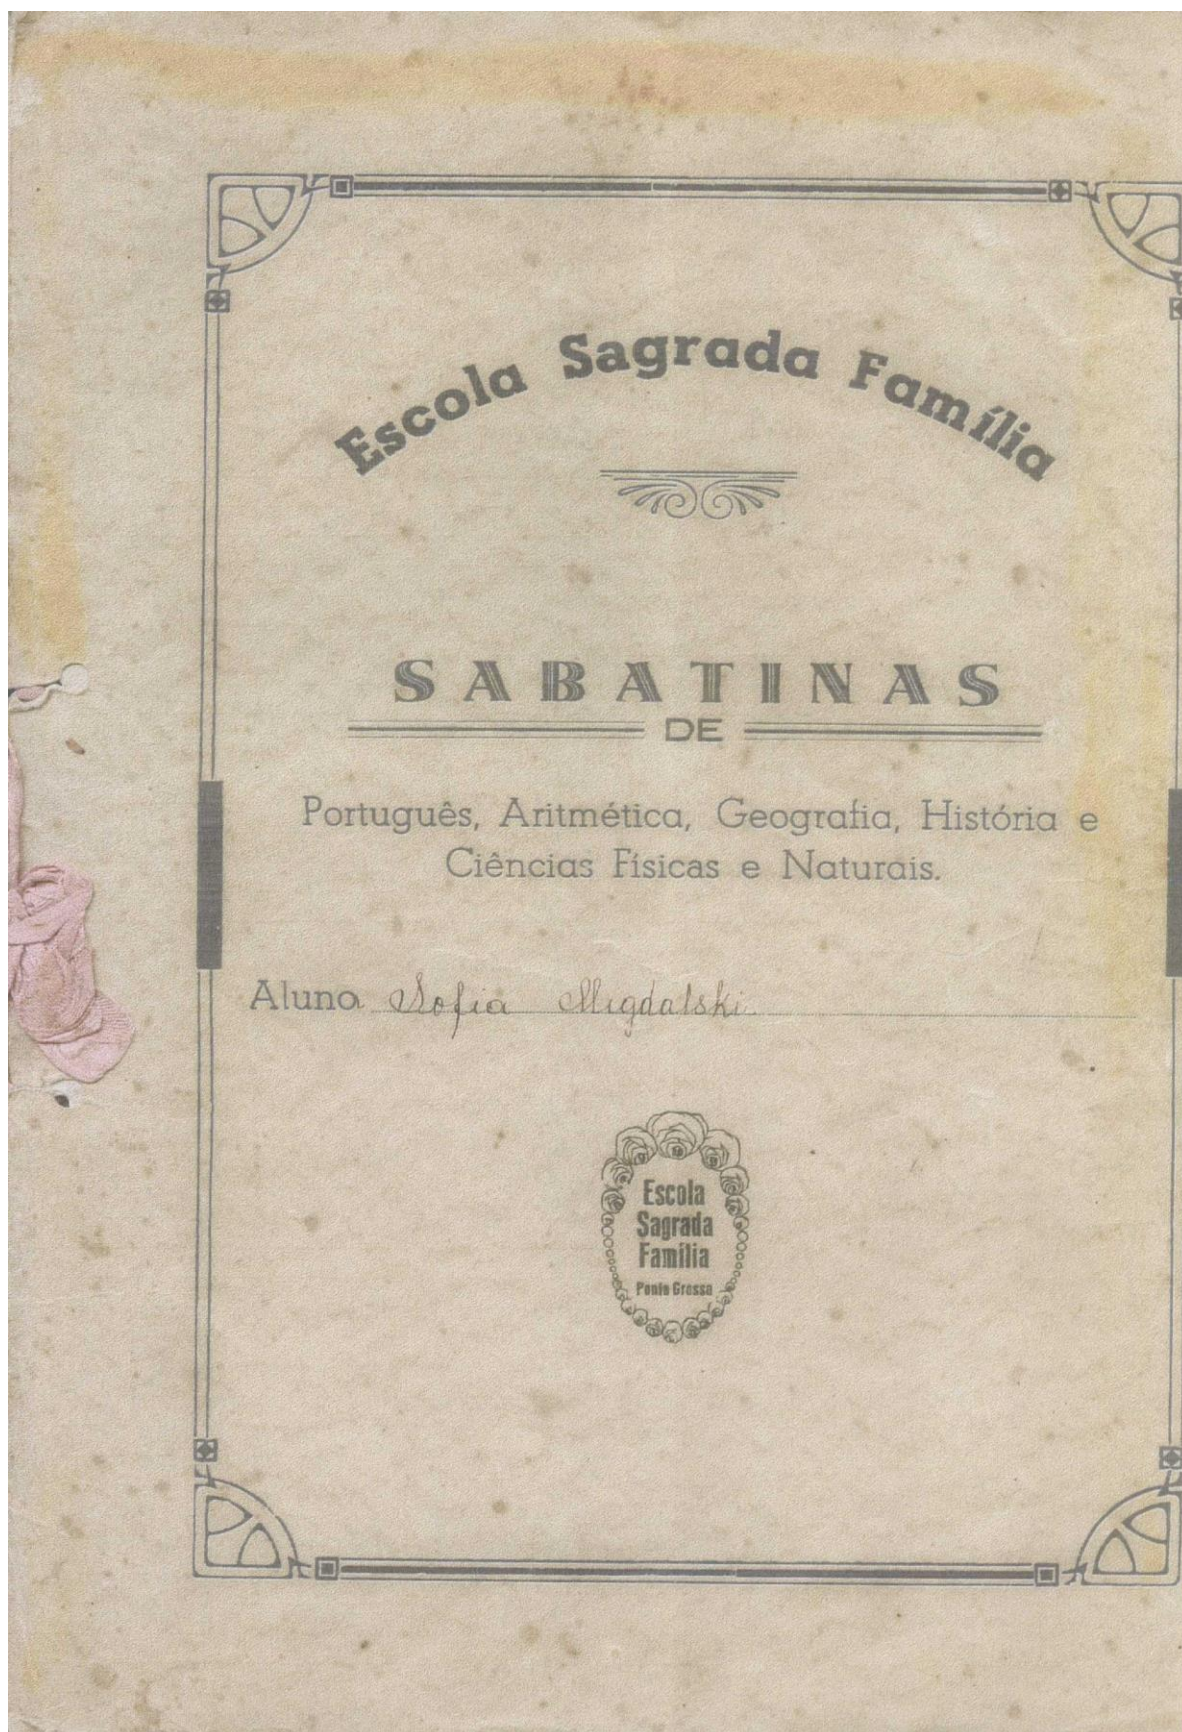 Escola Sagrada Família
SABATINAS
DE
Português, Aritmética, Geografia, História e
Ciências Físicas e Naturais.
Aluno Sofia Migdalski
Escola
Sagrada
Família
Ponta Grossa